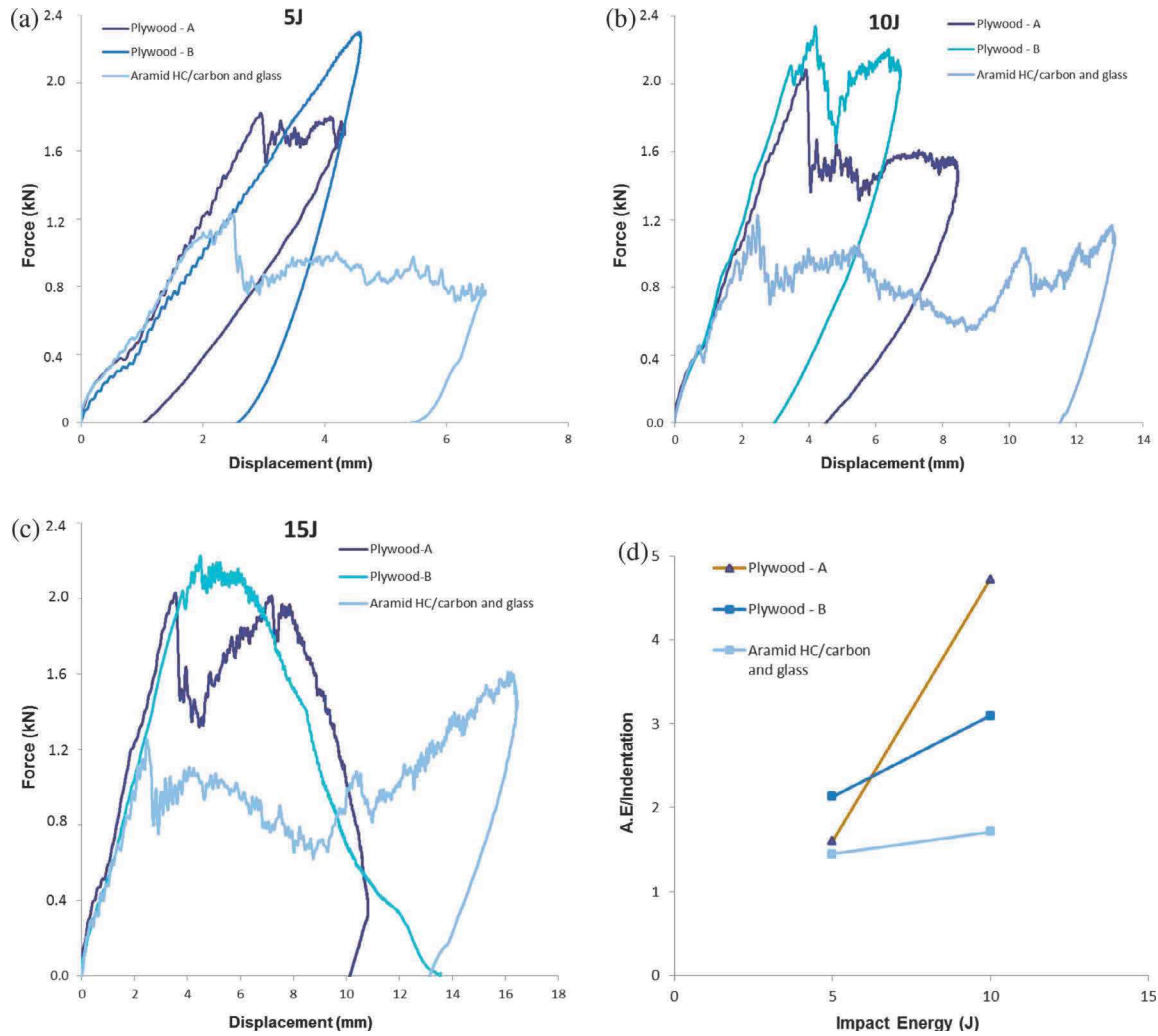 (a)
5J
2.4
2.0
1.6
1.2
0.8
0.4
0
Force (kN)
Plywood - A
Plywood - B
Aramid HC/carbon and glass
0 2 4 6 8
Displacement (mm)
(b)
10J
2.4
2.0
1.6
1.2
0.8
0.4
0
Force (kN)
Plywood - A
Plywood - B
Aramid HC/carbon and glass
0 2 4 6 8 10 12 14
Displacement (mm)
(c)
15J
2.4
2.0
1.6
1.2
0.8
0.4
0.0
Force (kN)
Plywood-A
Plywood-B
Aramid HC/carbon and glass
0 2 4 6 8 10 12 14 16 18
Displacement (mm)
(d)
5
4
3
2
1
0
A.E/Indentation
Plywood - A
Plywood - B
Aramid HC/carbon
and glass
0 5 10 15
Impact Energy (J)